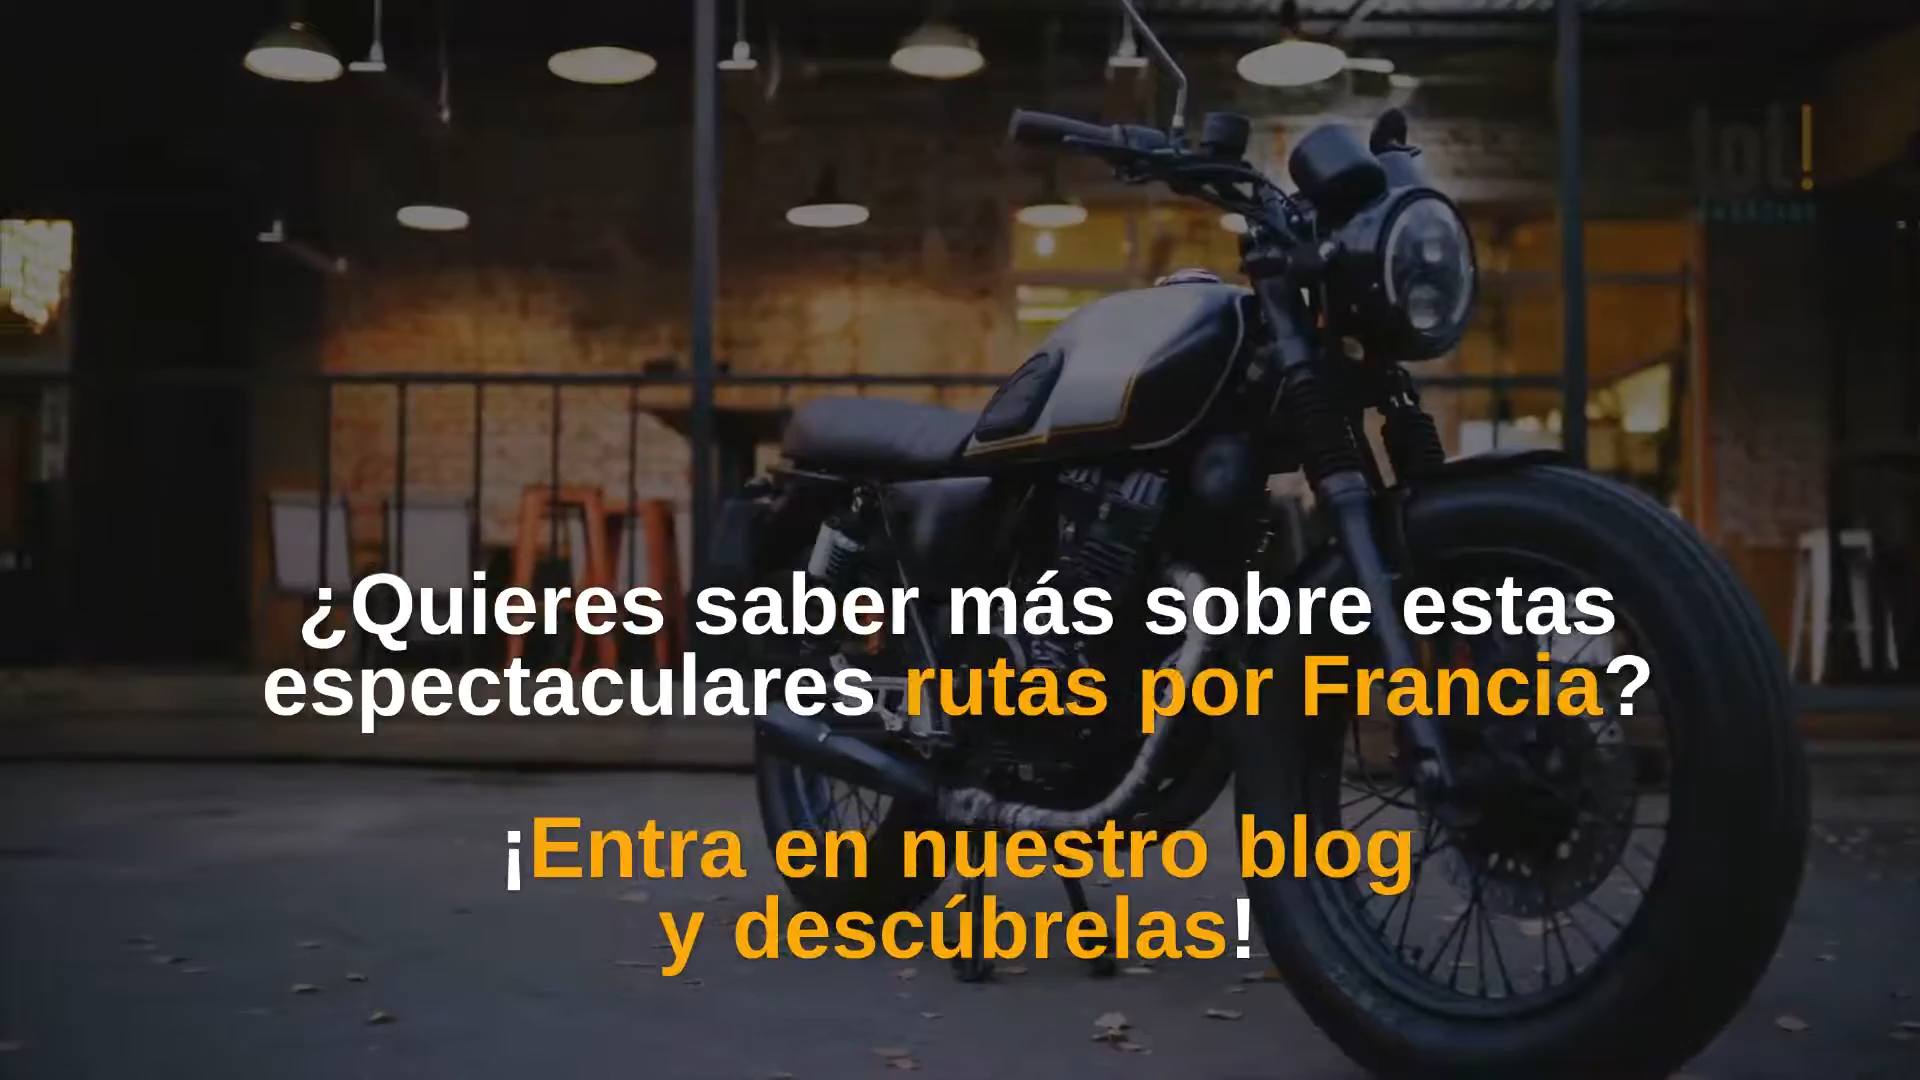 ¿Quieres saber más sobre estas
espectaculares rutas por Francia?
¡Entra en nuestro blog
y descúbrelas!